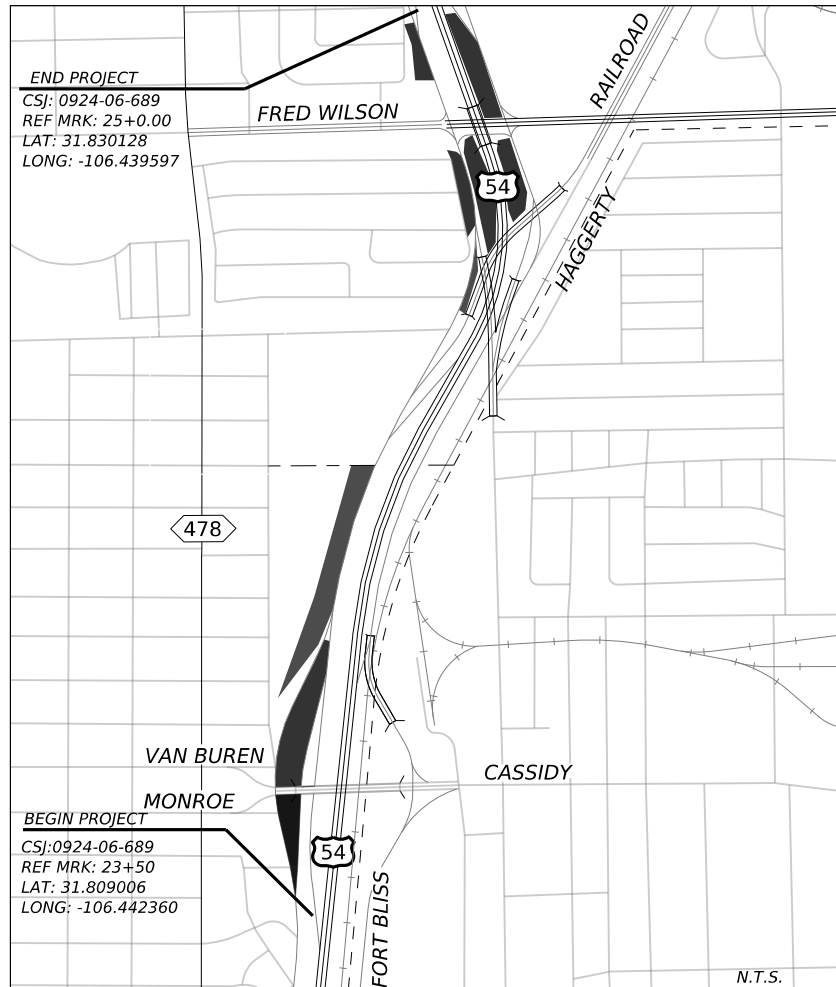 RAILROAD
END PROJECT
CSJ: 0924-06-689
REF MRK: 25+0.00
LAT: 31.830128
LONG: -106.439597
FRED WILSON
54
HAGGERTY
478
VAN BUREN
CASSIDY
MONROE
BEGIN PROJECT
CSJ:0924-06-689
REF MRK: 23+50
LAT: 31.809006
LONG: -106.442360
54
FORT BLISS
N.T.S.